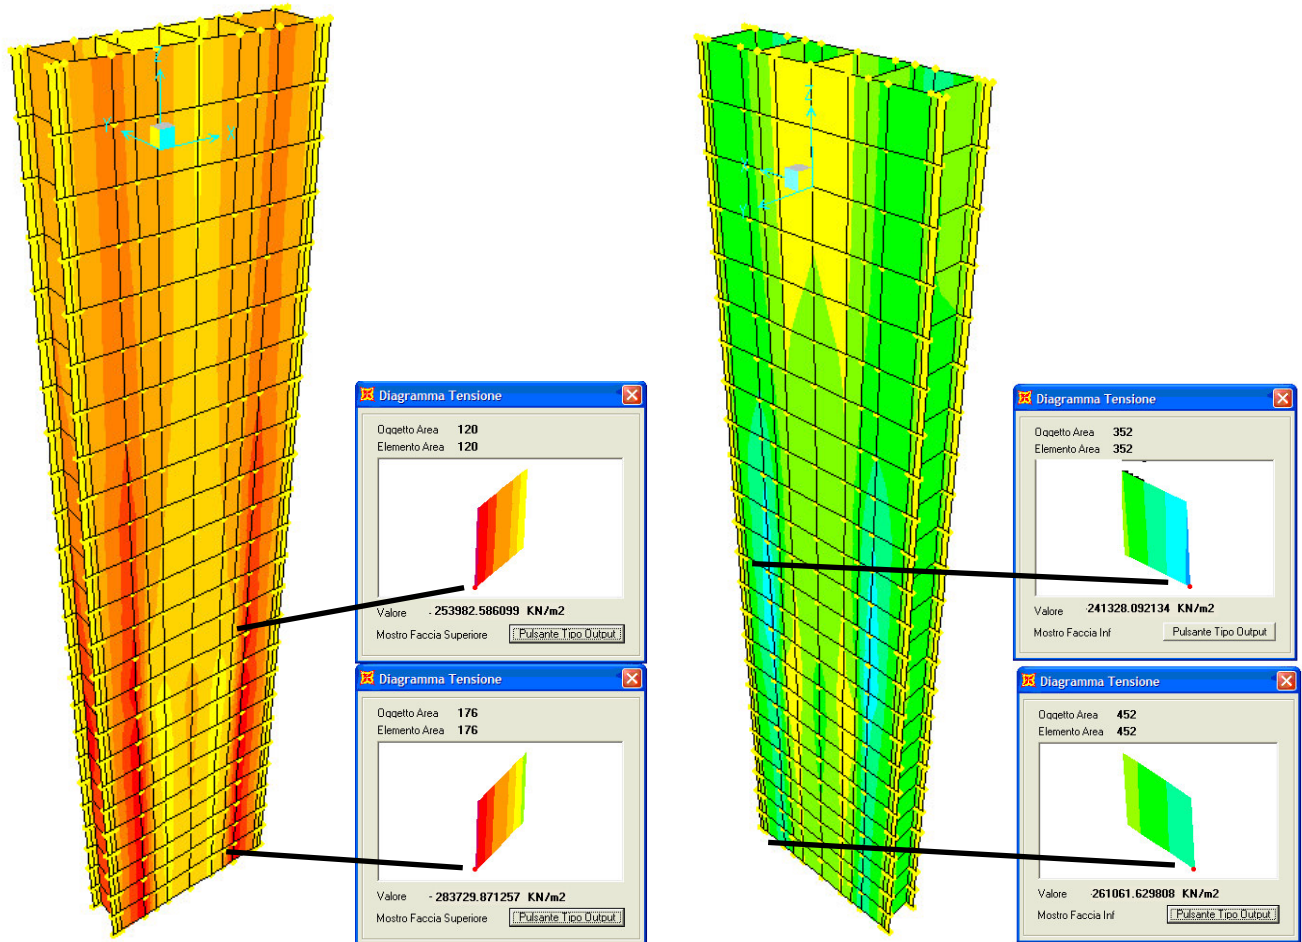 Z
Y
X
Z
Y
Diagramma Tensione
Oggetto Area 120
Elemento Area 120
Valore - 253982.586099 KN/m2
Mostro Faccia Superiore Pulsante Tipo Output
Diagramma Tensione
Oggetto Area 176
Elemento Area 176
Valore - 283729.871257 KN/m2
Mostro Faccia Superiore Pulsante Tipo Output
Diagramma Tensione
Oggetto Area 352
Elemento Area 352
Valore -241328.092134 KN/m2
Mostro Faccia Inf Pulsante Tipo Output
Diagramma Tensione
Oggetto Area 452
Elemento Area 452
Valore -261061.629808 KN/m2
Mostro Faccia Inf Pulsante Tipo Output